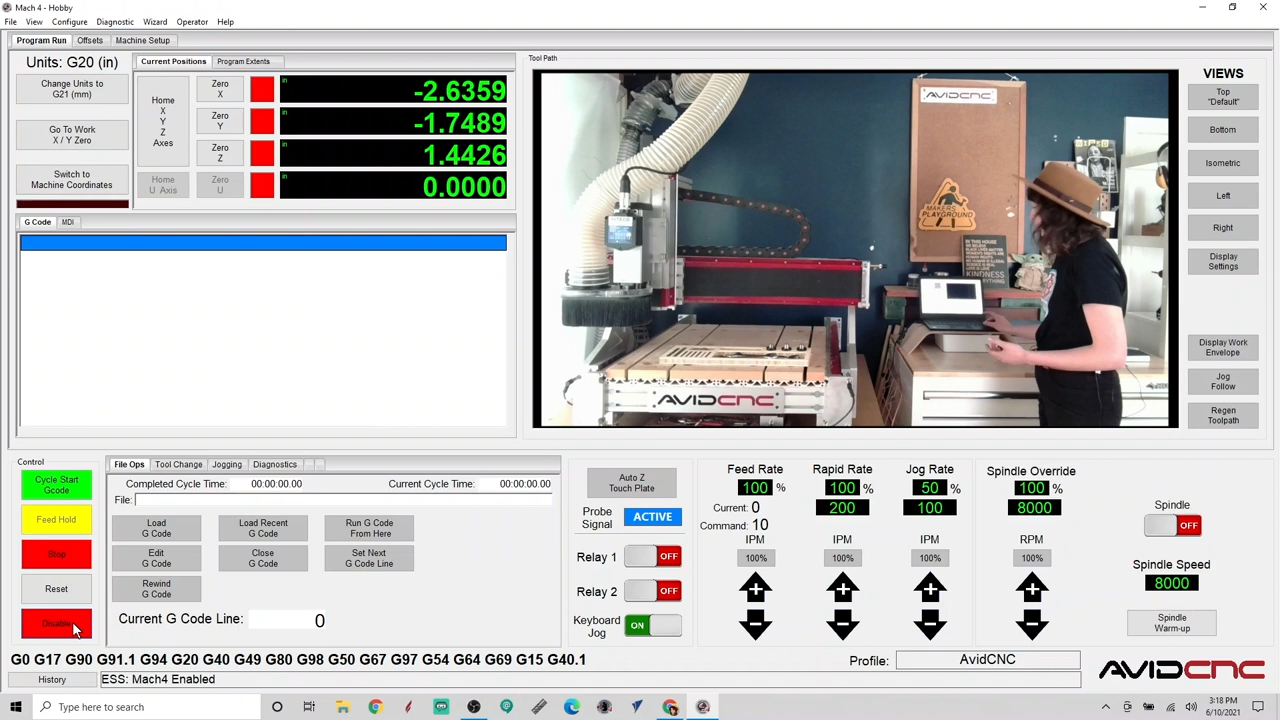 Mach 4 - Hobby
File View Configure Diagnostic Wizard Operator Help
Program Run Offsets Machine Setup
Units: G20 (in)
Change Units to
G21 (mm)
Go To Work
X / Y Zero
Switch to
Machine Coordinates
Current Positions Program Extents
Home
X
Y
Z
Axes
Home
U Axis
Zero
X
in
-2.6359
Zero
Y
in
-1.7489
Zero
Z
in
1.4426
Zero
U
in
0.0000
G Code MDI
Tool Path
AVIDCNC
MAKERS
PLAYGROUND
IN THIS HOUSE
KINDNESS
AVIDCNC
VIEWS
Top
"Default"
Bottom
Isometric
Left
Right
Display
Settings
Display Work
Envelope
Jog
Follow
Regen
Toolpath
Control
Cycle Start
Gcode
Feed Hold
Stop
Reset
Disable
File Ops Tool Change Jogging Diagnostics
Completed Cycle Time: 00:00:00.00 Current Cycle Time: 00:00:00.00
File:
Load
G Code
Load Recent
G Code
Run G Code
From Here
Edit
G Code
Close
G Code
Set Next
G Code Line
Rewind
G Code
Current G Code Line: 0
Auto Z
Touch Plate
Probe
Signal
ACTIVE
Relay 1 OFF
Relay 2 OFF
Keyboard
Jog
ON
Feed Rate
100 %
Current: 0
Command: 10
IPM
100%
Rapid Rate
100 %
200
IPM
100%
Jog Rate
50 %
100
IPM
100%
Spindle Override
100 %
8000
RPM
100%
Spindle
OFF
Spindle Speed
8000
Spindle
Warm-up
G0 G17 G90 G91.1 G94 G20 G40 G49 G80 G98 G50 G67 G97 G54 G64 G69 G15 G40.1
Profile: AvidCNC
AVIDCNC
History
ESS: Mach4 Enabled
Type here to search
3:18 PM
6/10/2021